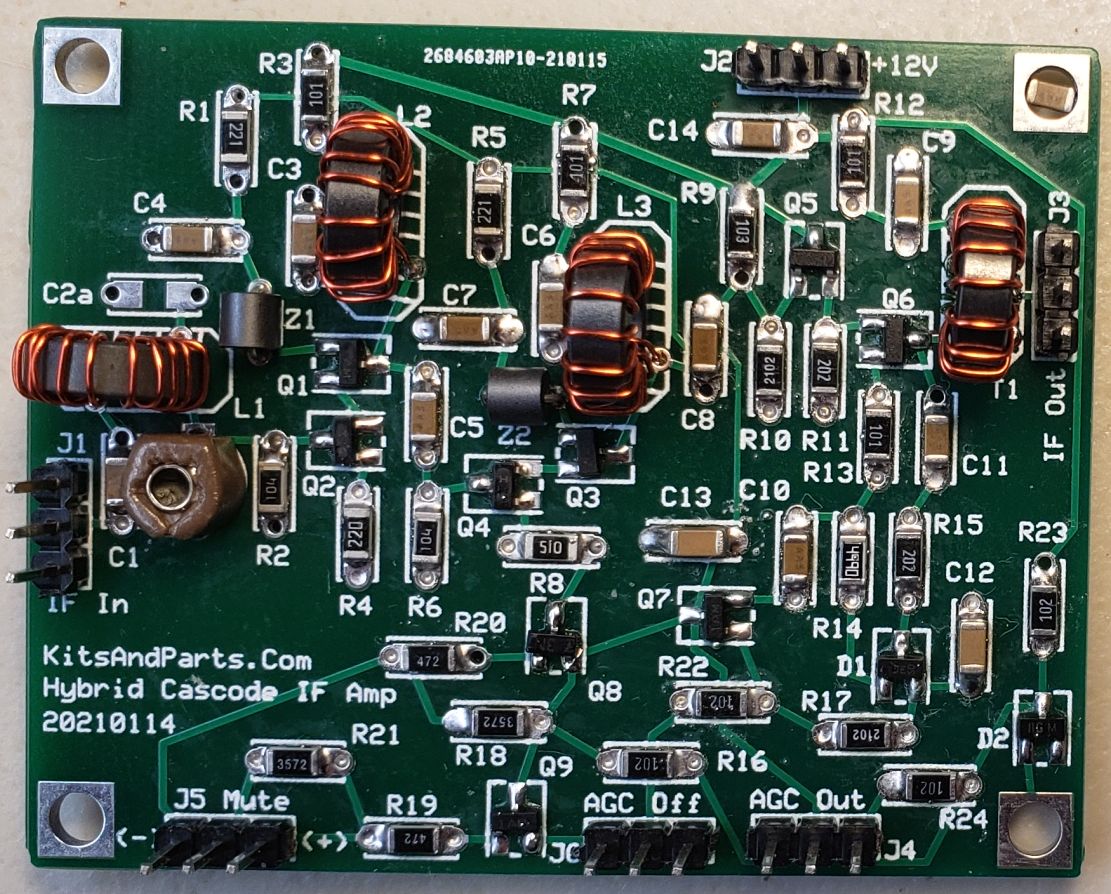 2684603AP10-210115
J2
+12V
R3
101
L2
R7
R12
R1
221
C14
C9
101
C3
R5
401
R9
Q5
J3
C4
221
L3
C6
103
C2a
C7
Z1
Q6
Q1
2102
202
T1
L1
C5
C8
IF Out
Z2
R10
R11
101
J1
R13
C11
Q2
Q3
104
Q4
C13
C10
C1
R2
220
104
015
R15
R23
IF In
R4
R6
R8
4990
202
C12
Q7
R14
102
R20
KitsAndParts.Com
472
R22
D1
Hybrid Cascode IF Amp
Q8
102
R17
20210114
3572
2102
D2
R21
R18
3572
Q9
102
R16
J5 Mute
R19
AGC Off
AGC Out
102
R24
(-)
(+)
472
J4